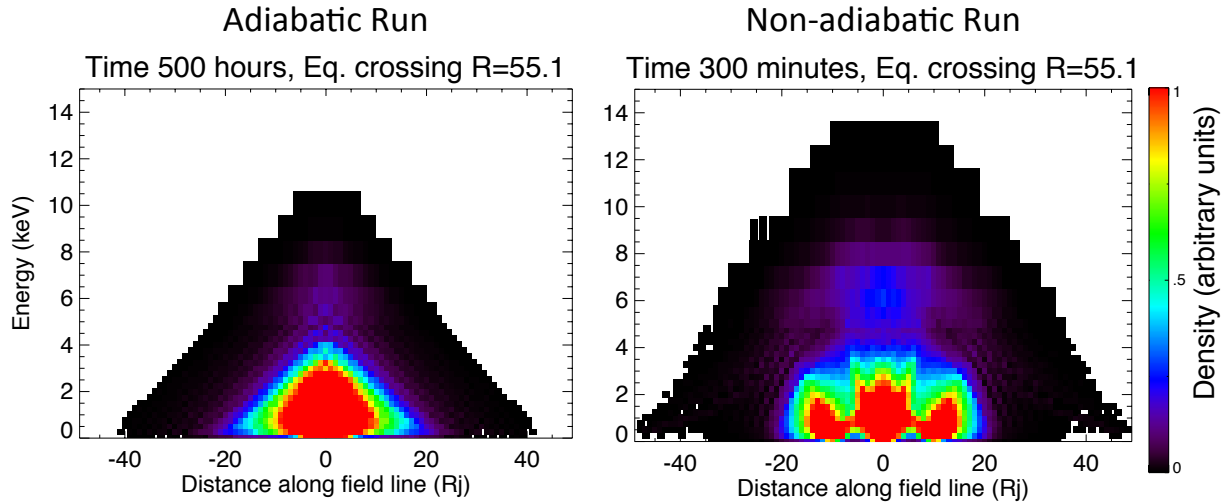 Adiabatic Run
Non-adiabatic Run
Time 500 hours, Eq. crossing R=55.1
Time 300 minutes, Eq. crossing R=55.1
Energy (keV)
14
12
10
8
6
4
2
0
-40 -20 0 20 40
Distance along field line (Rj)
14
12
10
8
6
4
2
0
-40 -20 0 20 40
Distance along field line (Rj)
1
.5
0
Density (arbitrary units)